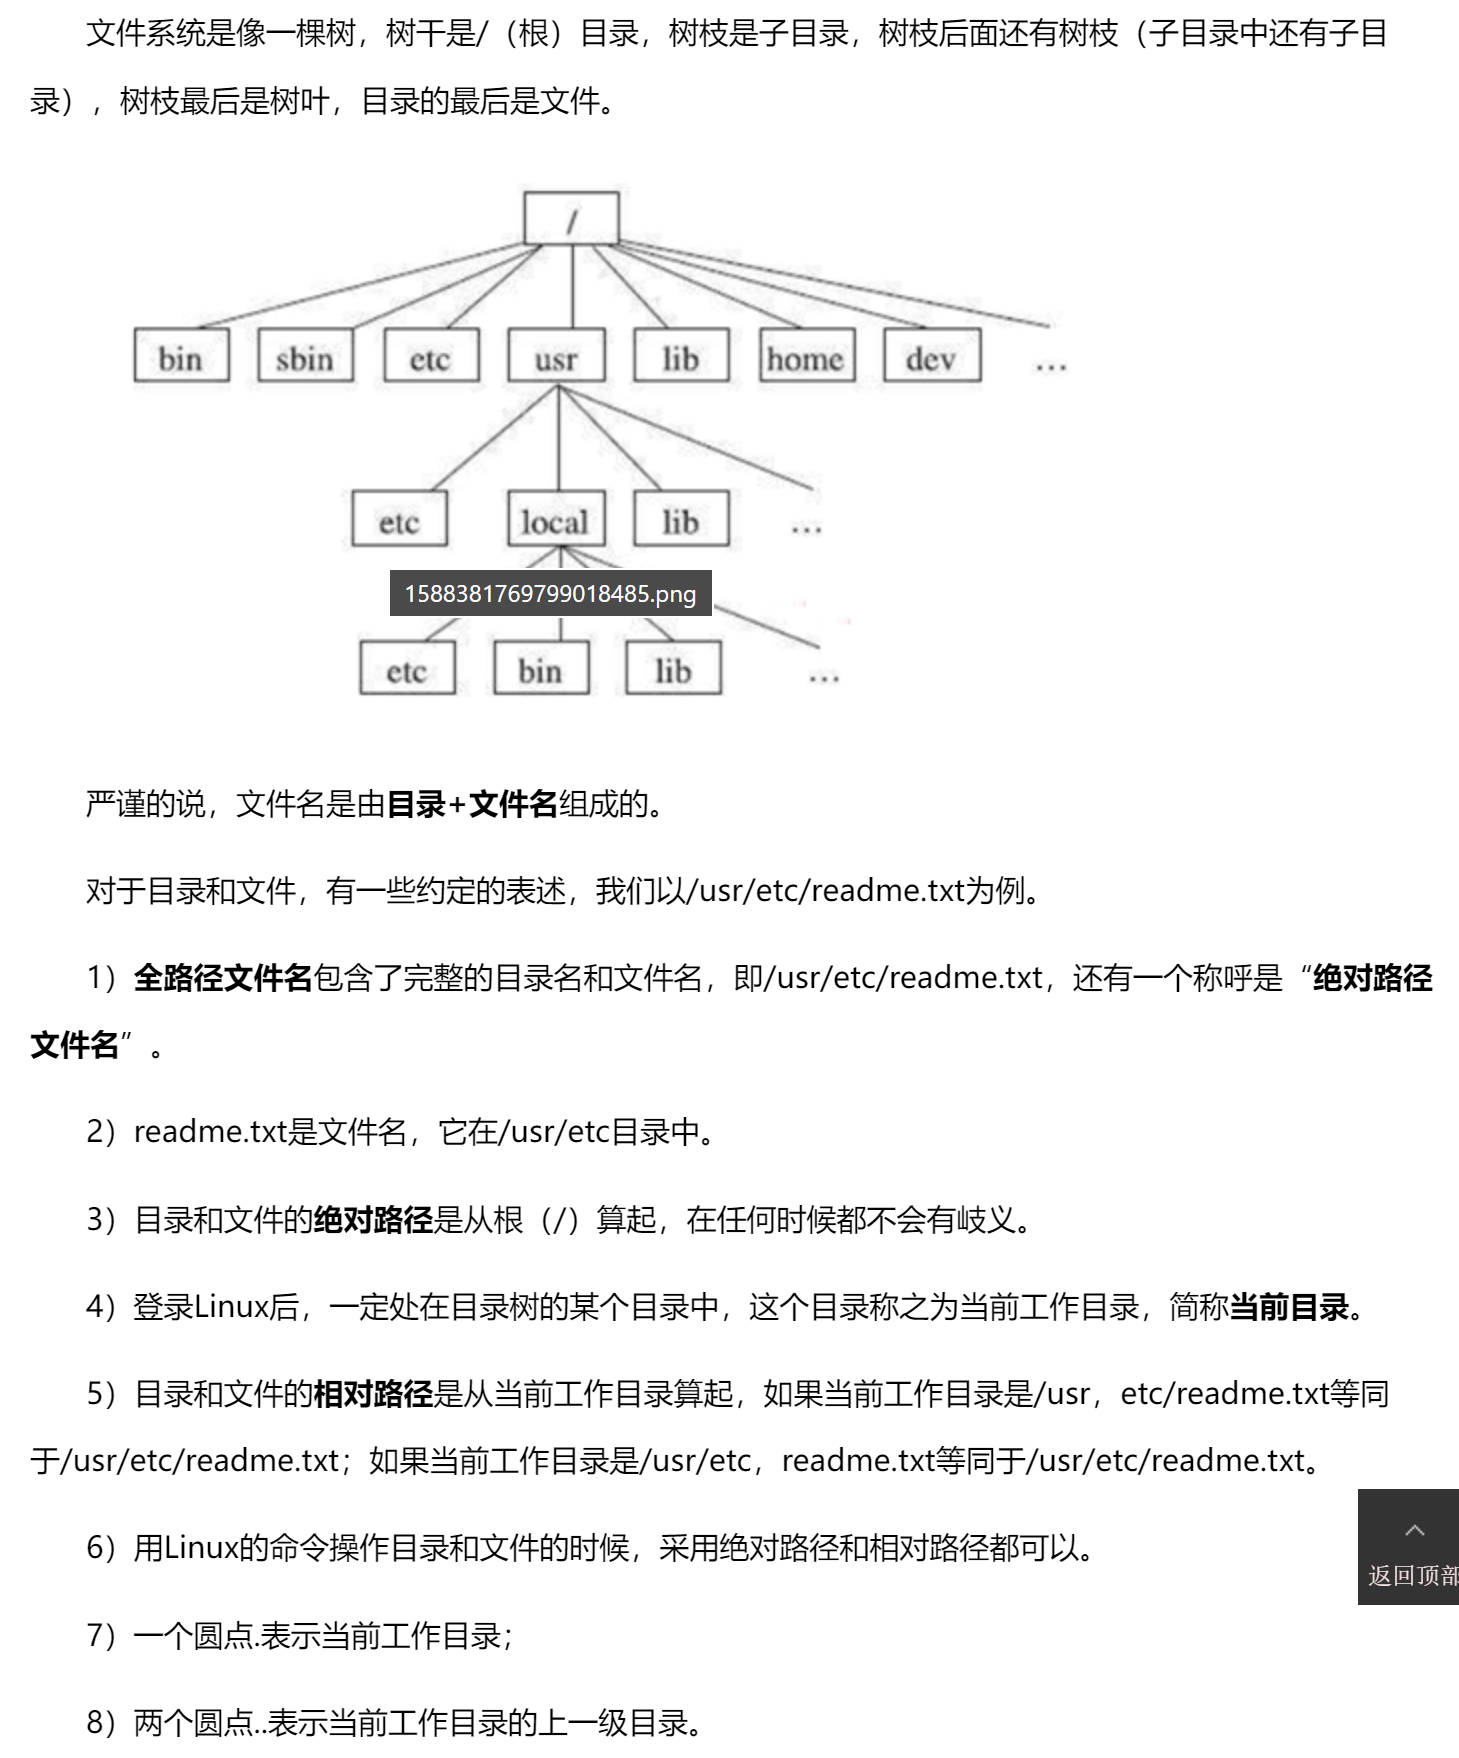 文件系统是像一棵树，树干是/（根）目录，树枝是子目录，树枝后面还有树枝（子目录中还有子目
录），树枝最后是树叶，目录的最后是文件。
/
bin sbin etc usr lib home dev ...
etc local lib ...
1588381769799018485.png
etc bin lib ...
严谨的说，文件名是由目录+文件名组成的。
对于目录和文件，有一些约定的表述，我们以/usr/etc/readme.txt为例。
1）全路径文件名包含了完整的目录名和文件名，即/usr/etc/readme.txt，还有一个称呼是“绝对路径
文件名”。
2）readme.txt是文件名，它在/usr/etc目录中。
3）目录和文件的绝对路径是从根（/）算起，在任何时候都不会有岐义。
4）登录Linux后，一定处在目录树的某个目录中，这个目录称之为当前工作目录，简称当前目录。
5）目录和文件的相对路径是从当前工作目录算起，如果当前工作目录是/usr，etc/readme.txt等同
于/usr/etc/readme.txt；如果当前工作目录是/usr/etc，readme.txt等同于/usr/etc/readme.txt。
6）用Linux的命令操作目录和文件的时候，采用绝对路径和相对路径都可以。
返回顶部
7）一个圆点.表示当前工作目录；
8）两个圆点..表示当前工作目录的上一级目录。